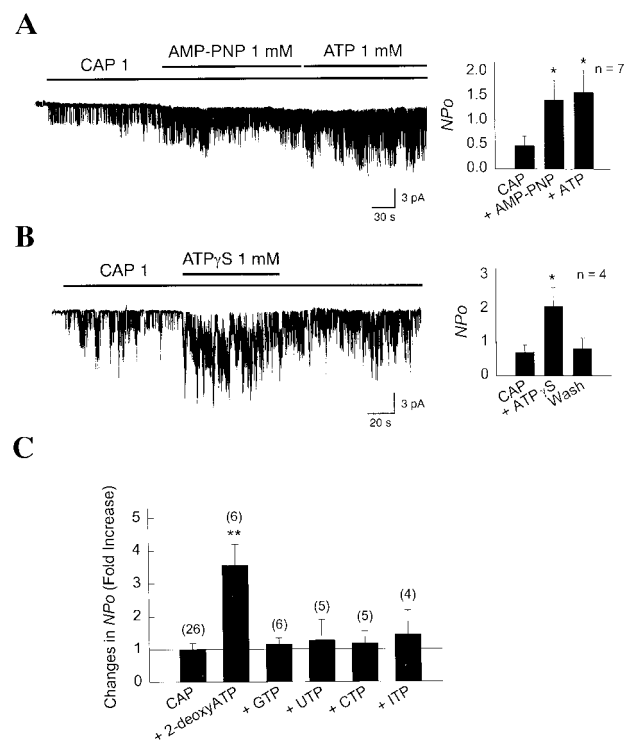 A
CAP 1
AMP-PNP 1 mM
ATP 1 mM
3 pA
30 s
NPo
2.0
1.5
1.0
0.5
0.0
*
*
n = 7
CAP
+ AMP-PNP
+ ATP
B
CAP 1
ATPγS 1 mM
3 pA
20 s
NPo
3
2
1
0
*
n = 4
CAP
+ ATPγS
Wash
C
Changes in NPo (Fold Increase)
5
4
3
2
1
0
(26)
(6)
**
(6)
(5)
(5)
(4)
CAP
+ 2-deoxyATP
+ GTP
+ UTP
+ CTP
+ ITP